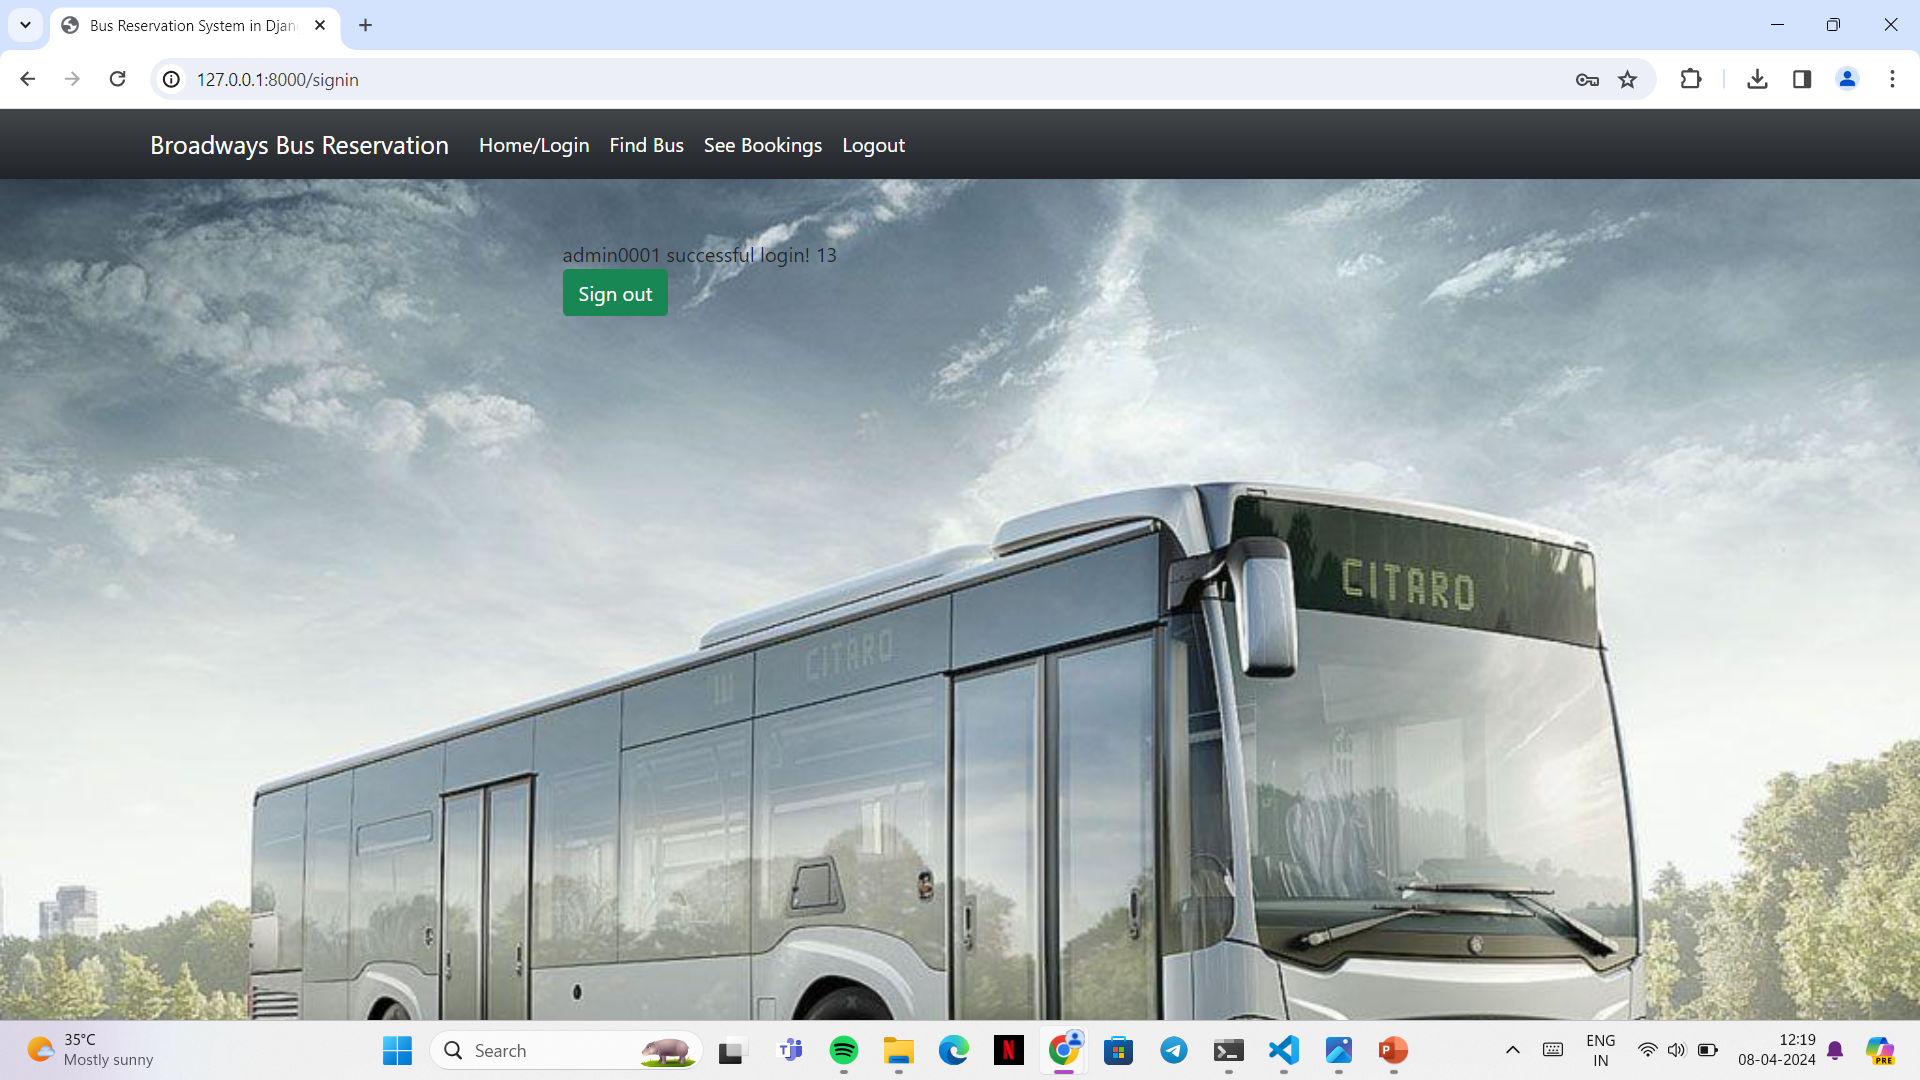 Bus Reservation System in Djan
127.0.0.1:8000/signin
Broadways Bus Reservation
Home/Login
Find Bus
See Bookings
Logout
admin0001 successful login! 13
Sign out
CITARO
CITARO
35°C
Mostly sunny
Search
N
P
ENG
IN
12:19
08-04-2024
PRE